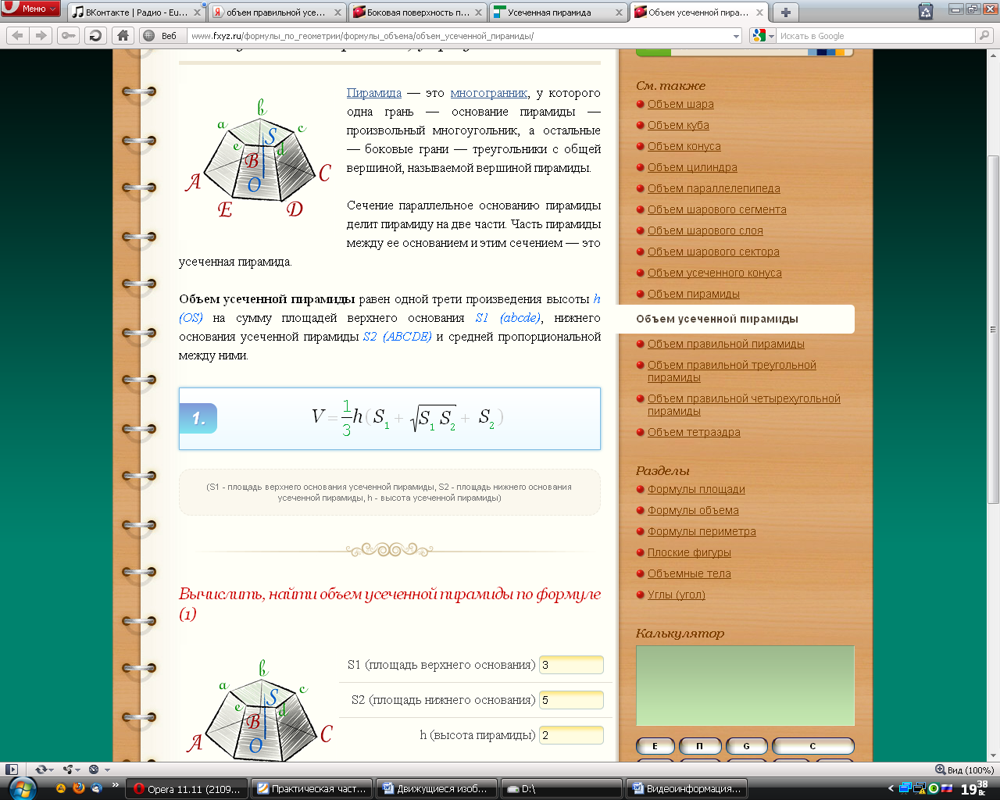 Меню
ВКонтакте | Радио - Eu...
объем правильной усе...
Боковая поверхность п...
Усеченная пирамида
Объем усеченной пира...
Веб
www.fxyz.ru/формулы_по_геометрии/формулы_объема/объем_усеченной_пирамиды/
Искать в Google
b
a
c
S
e
d
B
A
C
O
E
D
Пирамида — это многогранник, у которого
одна грань — основание пирамиды —
произвольный многоугольник, а остальные
— боковые грани — треугольники с общей
вершиной, называемой вершиной пирамиды.
Сечение параллельное основанию пирамиды
делит пирамиду на две части. Часть пирамиды
между ее основанием и этим сечением — это
усеченная пирамида.
Объем усеченной пирамиды равен одной трети произведения высоты h
(OS) на сумму площадей верхнего основания S1 (abcde), нижнего
основания усеченной пирамиды S2 (ABCDE) и средней пропорциональной
между ними.
1.
V = 1/3 h ( S1 + √S1 S2 + S2 )
(S1 - площадь верхнего основания усеченной пирамиды, S2 - площадь нижнего основания
усеченной пирамиды, h - высота усеченной пирамиды)
Вычислить, найти объем усеченной пирамиды по формуле
(1)
b
a
c
S
e
d
B
A
C
O
S1 (площадь верхнего основания) 3
S2 (площадь нижнего основания) 5
h (высота пирамиды) 2
См. также
Объем шара
Объем куба
Объем конуса
Объем цилиндра
Объем параллелепипеда
Объем шарового сегмента
Объем шарового слоя
Объем шарового сектора
Объем усеченного конуса
Объем пирамиды
Объем усеченной пирамиды
Объем правильной пирамиды
Объем правильной треугольной
пирамиды
Объем правильной четырехугольной
пирамиды
Объем тетраэдра
Разделы
Формулы площади
Формулы объема
Формулы периметра
Плоские фигуры
Объемные тела
Углы (угол)
Калькулятор
Е П G С
Вид (100%)
Opera 11.11 (2109...
Практическая част...
Движущиеся изоб...
D:\
Видеоинформация...
19 38
Вс